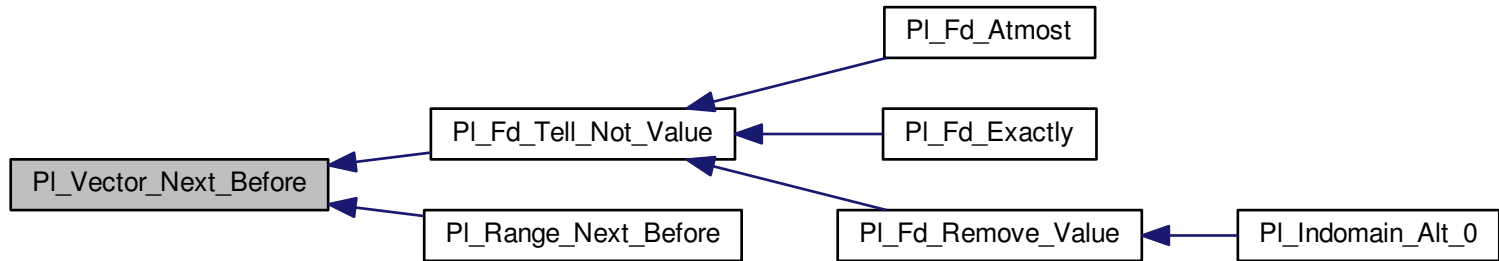 Pl_Fd_Atmost
Pl_Fd_Tell_Not_Value
Pl_Fd_Exactly
Pl_Vector_Next_Before
Pl_Range_Next_Before
Pl_Fd_Remove_Value
Pl_Indomain_Alt_0